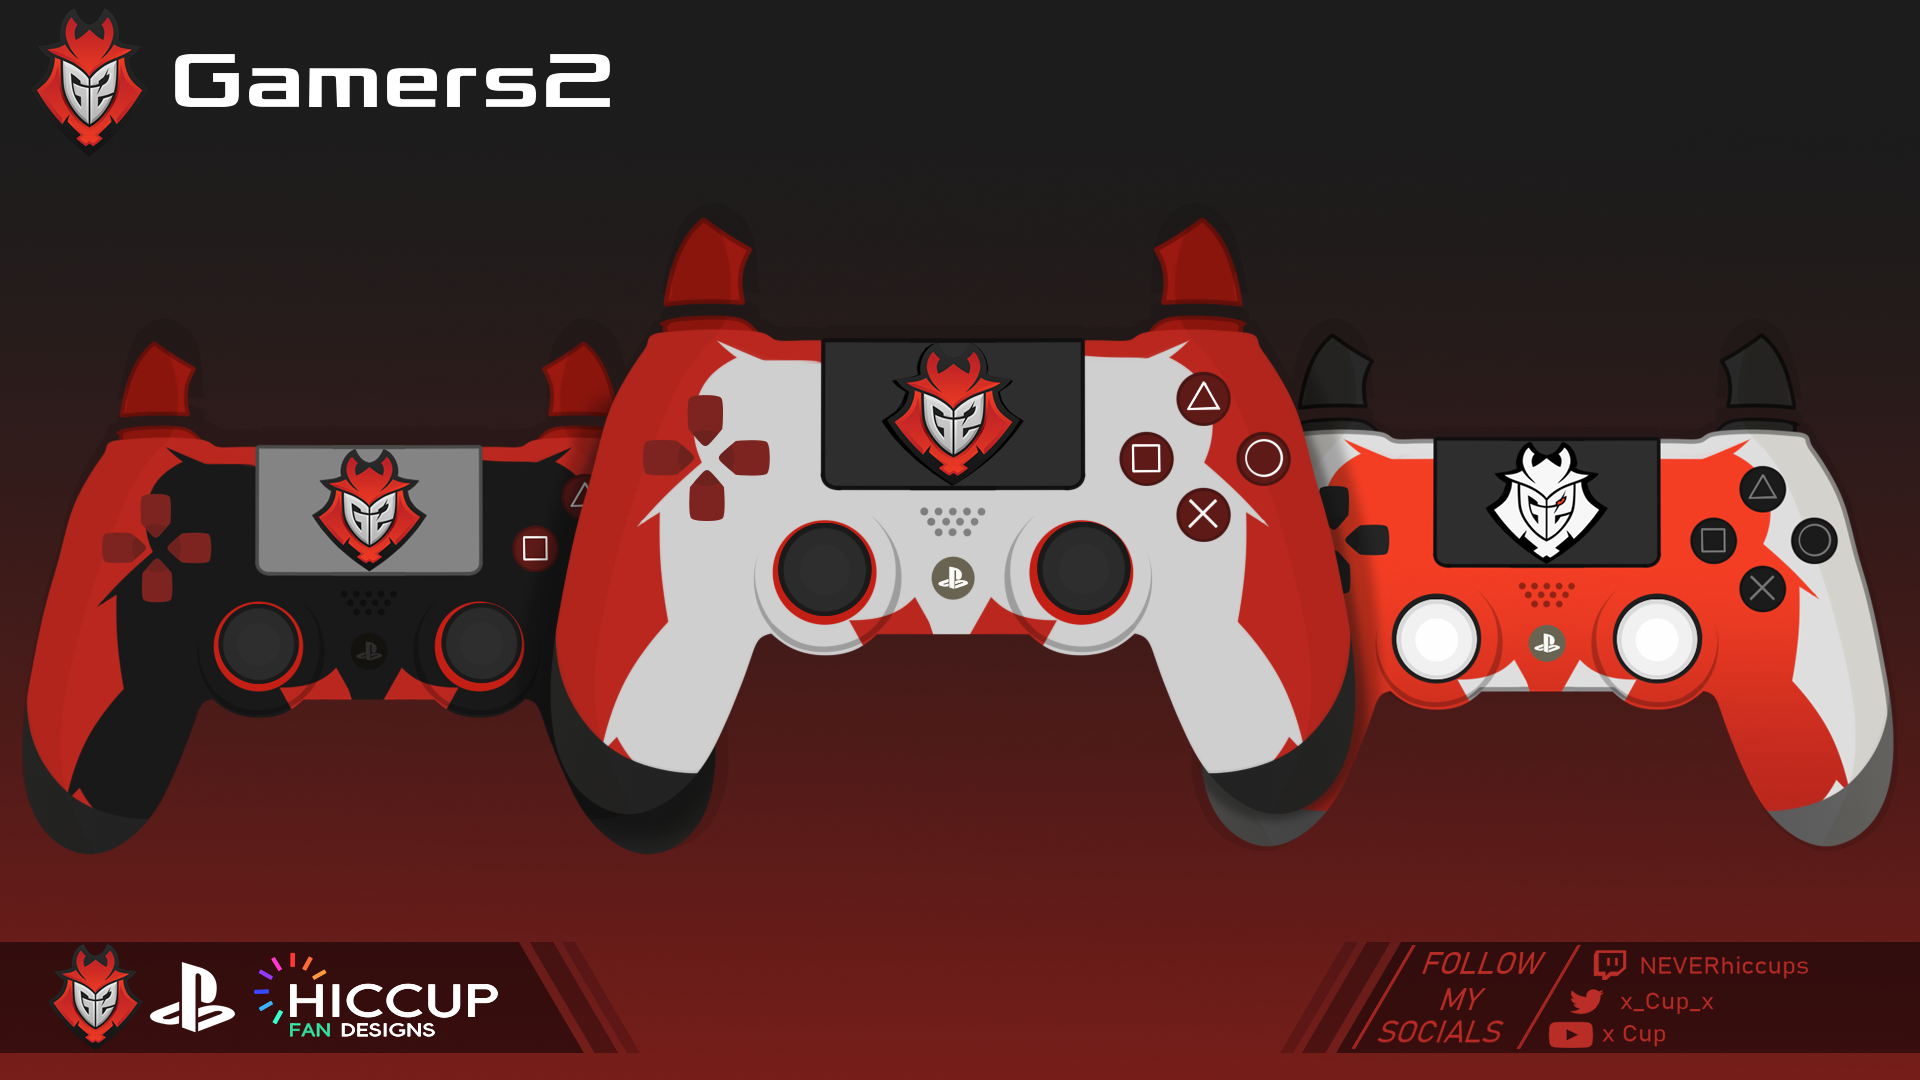 Gamers2
HICCUP
FAN DESIGNS
FOLLOW
MY
SOCIALS
NEVERhiccups
x_Cup_x
x Cup